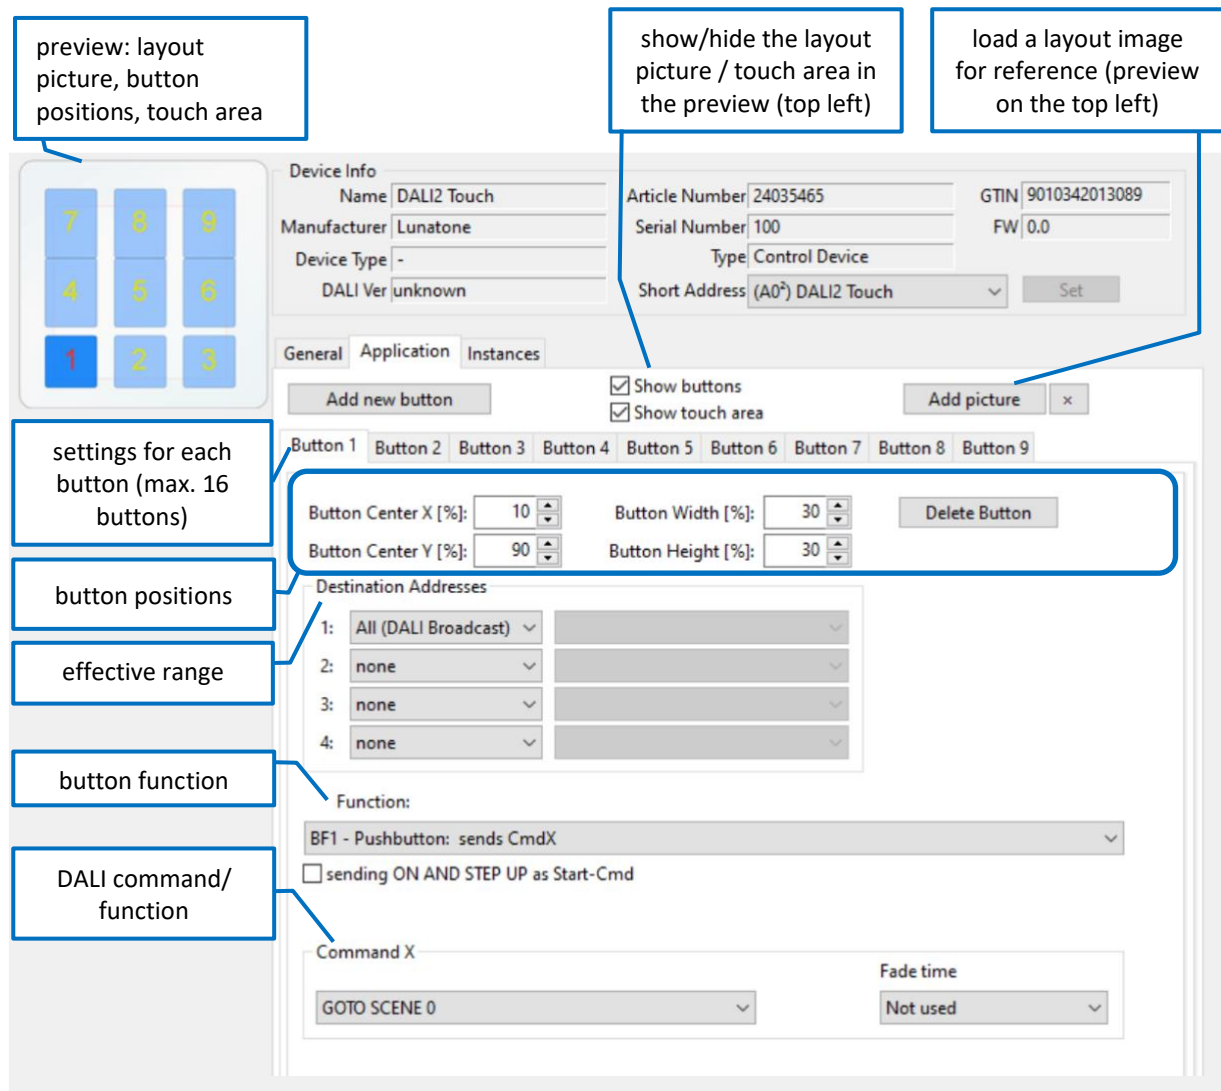 preview: layout
picture, button
positions, touch area
show/hide the layout
picture / touch area in
the preview (top left)
load a layout image
for reference (preview
on the top left)
7 8 9
4 5 6
1 2 3
Device Info
Name DALI2 Touch
Article Number 24035465
GTIN 9010342013089
Manufacturer Lunatone
Serial Number 100
FW 0.0
Device Type -
Type Control Device
DALI Ver unknown
Short Address (A0²) DALI2 Touch
Set
General Application Instances
Add new button
Show buttons
Show touch area
Add picture ×
settings for each
button (max. 16
buttons)
Button 1 Button 2 Button 3 Button 4 Button 5 Button 6 Button 7 Button 8 Button 9
Button Center X [%]: 10
Button Width [%]: 30
Delete Button
Button Center Y [%]: 90
Button Height [%]: 30
button positions
Destination Addresses
1: All (DALI Broadcast)
2: none
3: none
4: none
effective range
button function
Function:
BF1 - Pushbutton: sends CmdX
sending ON AND STEP UP as Start-Cmd
DALI command/
function
Command X
Fade time
GOTO SCENE 0
Not used